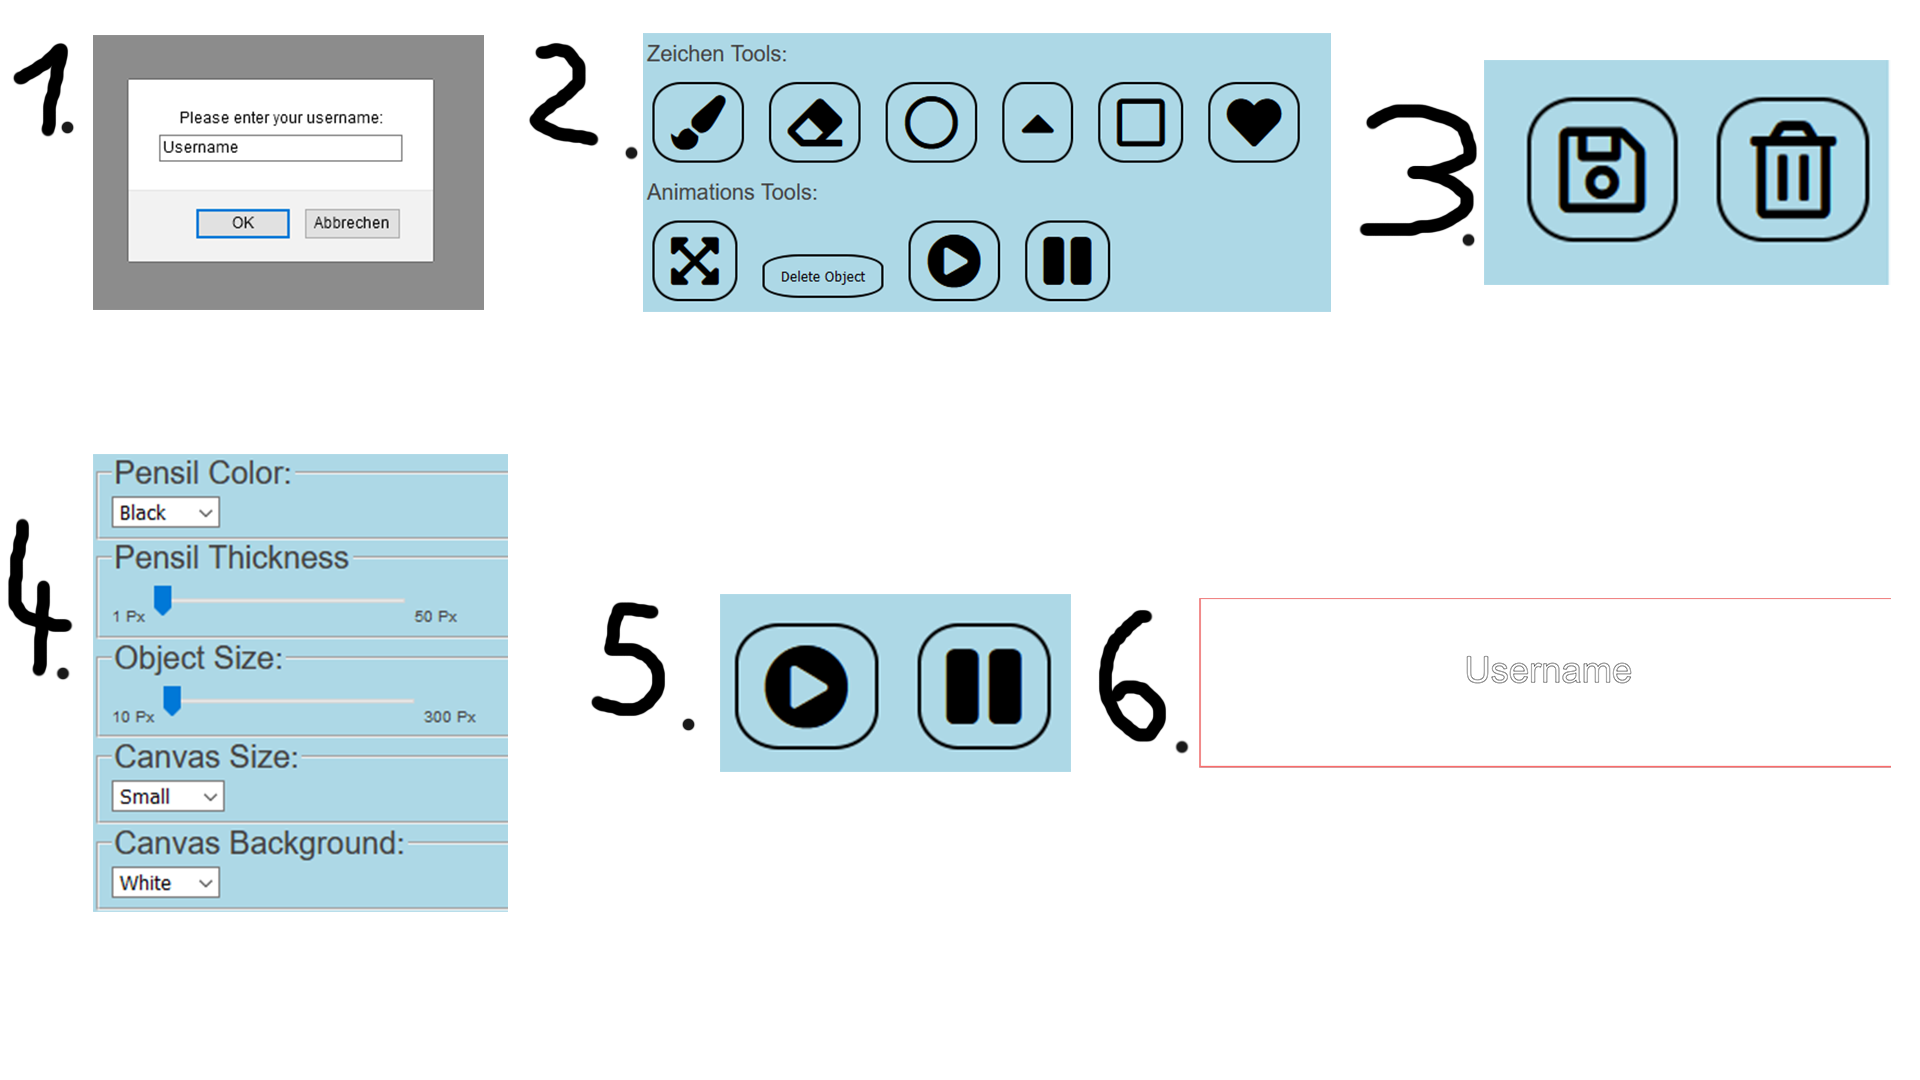 1.
Please enter your username:
Username
OK Abbrechen
2.
Zeichen Tools:
Animations Tools:
Delete Object
3.
4.
Pensil Color:
Black
Pensil Thickness
1 Px 50 Px
Object Size:
10 Px 300 Px
Canvas Size:
Small
Canvas Background:
White
5.
6.
Username